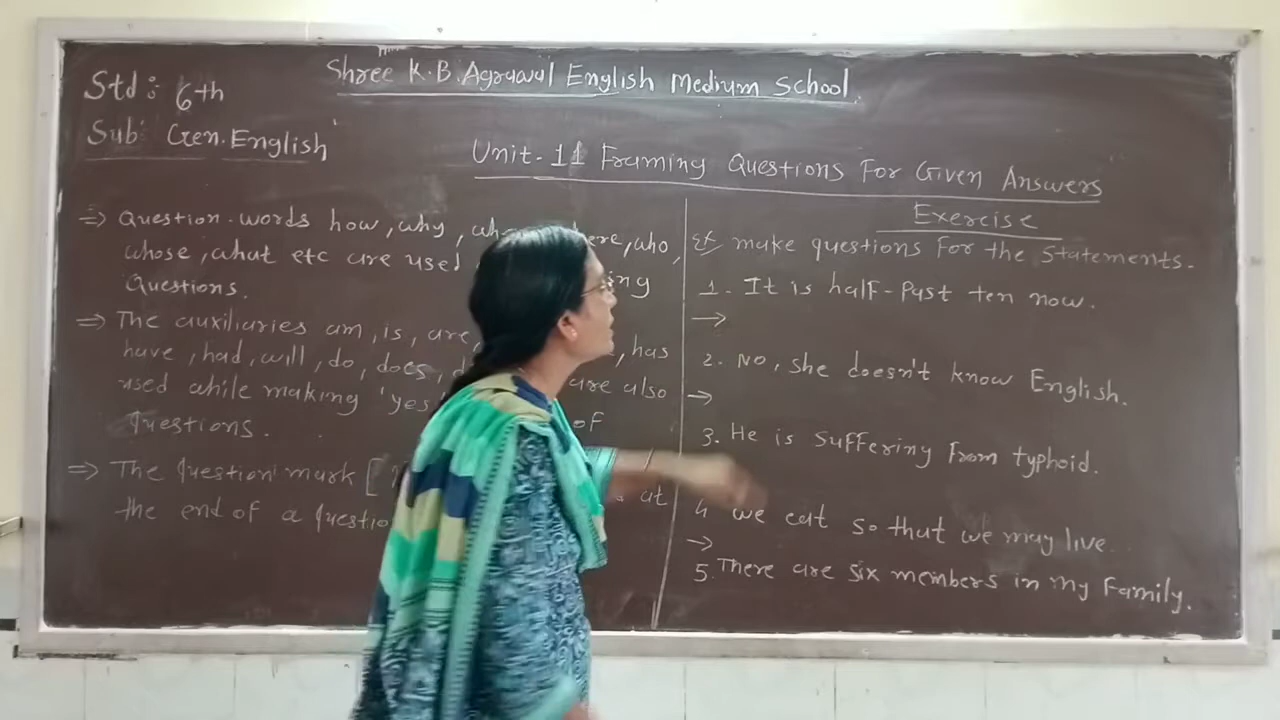 Std : 6th
Sub: Gen. English
Shree K.B. Agrawal English Medium School
Unit-11 Framing Questions For Given Answers
⇒ Question-words how, why, who,
whose, what etc are used
Questions.
⇒ The auxiliaries am, is, are, has
have, had, will, do, does, are also
used while making 'yes of
questions.
⇒ The question mark [ at
the end of a questio
Exercise
Ex make questions for the statements.
1. It is half-past ten now.
→
2. No, she doesn't know English.
→
3. He is suffering from typhoid.
4. we eat so that we may live.
→
5. There are six members in my Family.